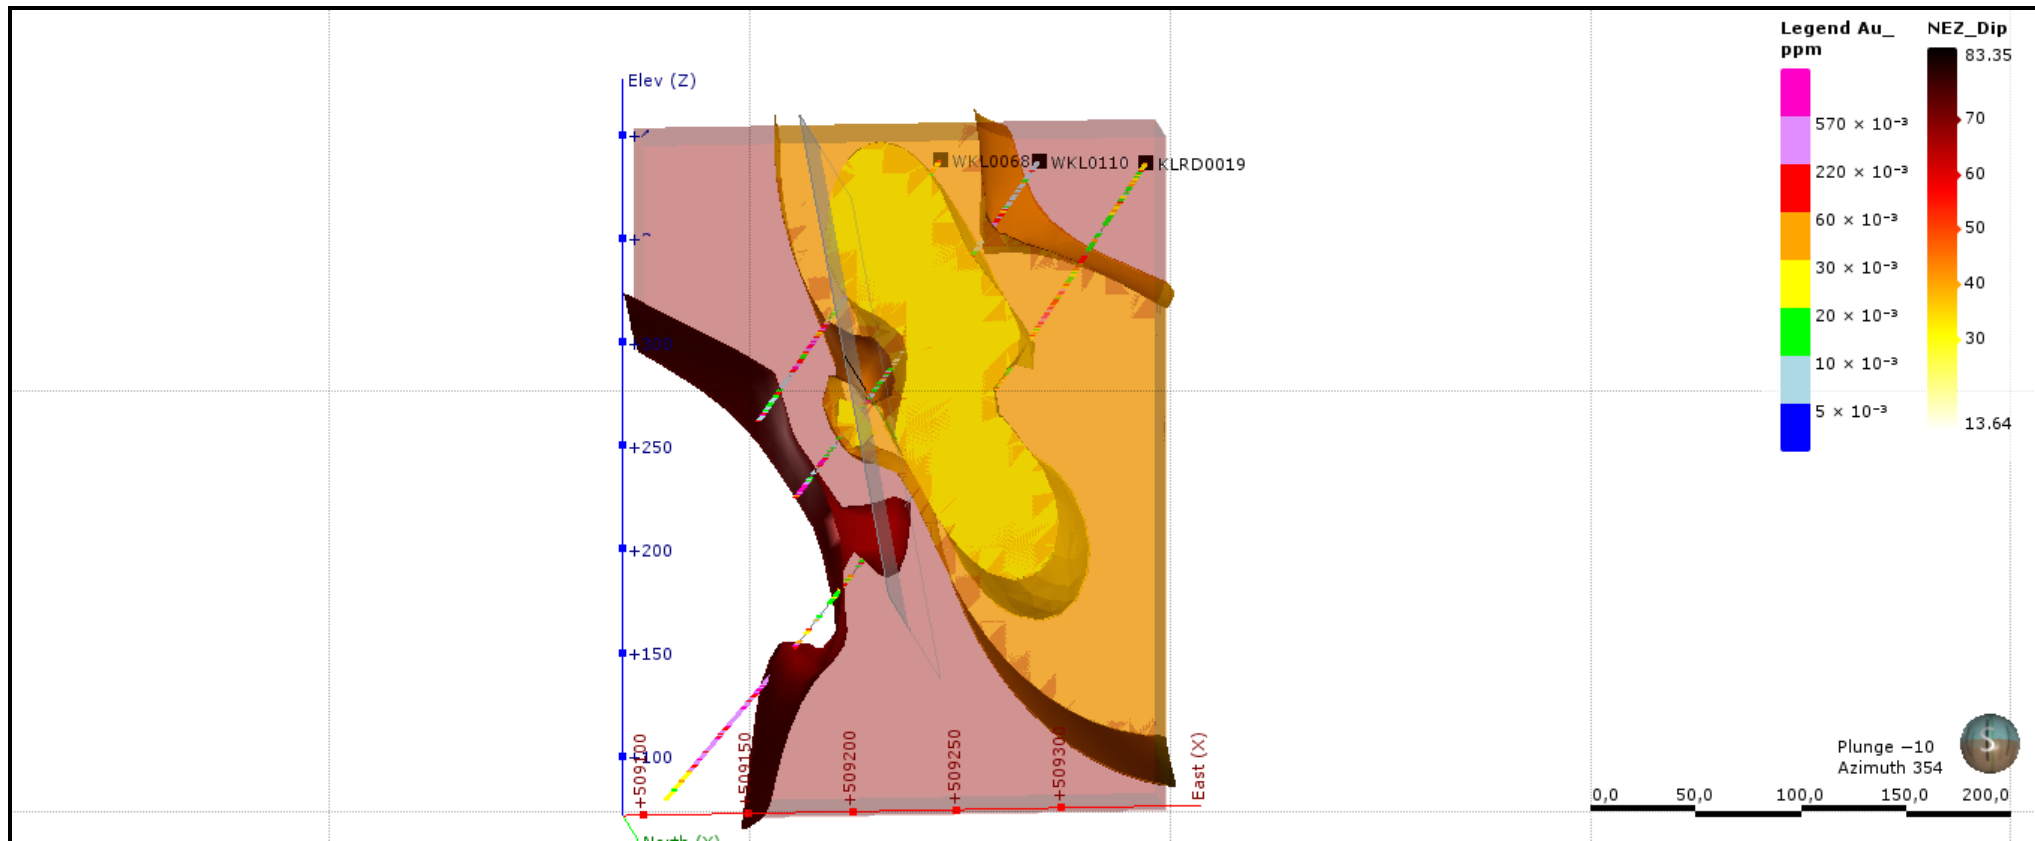 Legend Au_
ppm
NEZ_Dip
83.35
570 × 10⁻³
70
220 × 10⁻³
60
60 × 10⁻³
50
30 × 10⁻³
40
20 × 10⁻³
30
10 × 10⁻³
5 × 10⁻³
13.64
Elev (Z)
WKL0068
WKL0110
KLRD0019
+300
+250
+200
+150
+100
+509100
+509150
+509200
+509250
+509300
East (X)
Plunge −10
Azimuth 354
S
0,0
50,0
100,0
150,0
200,0